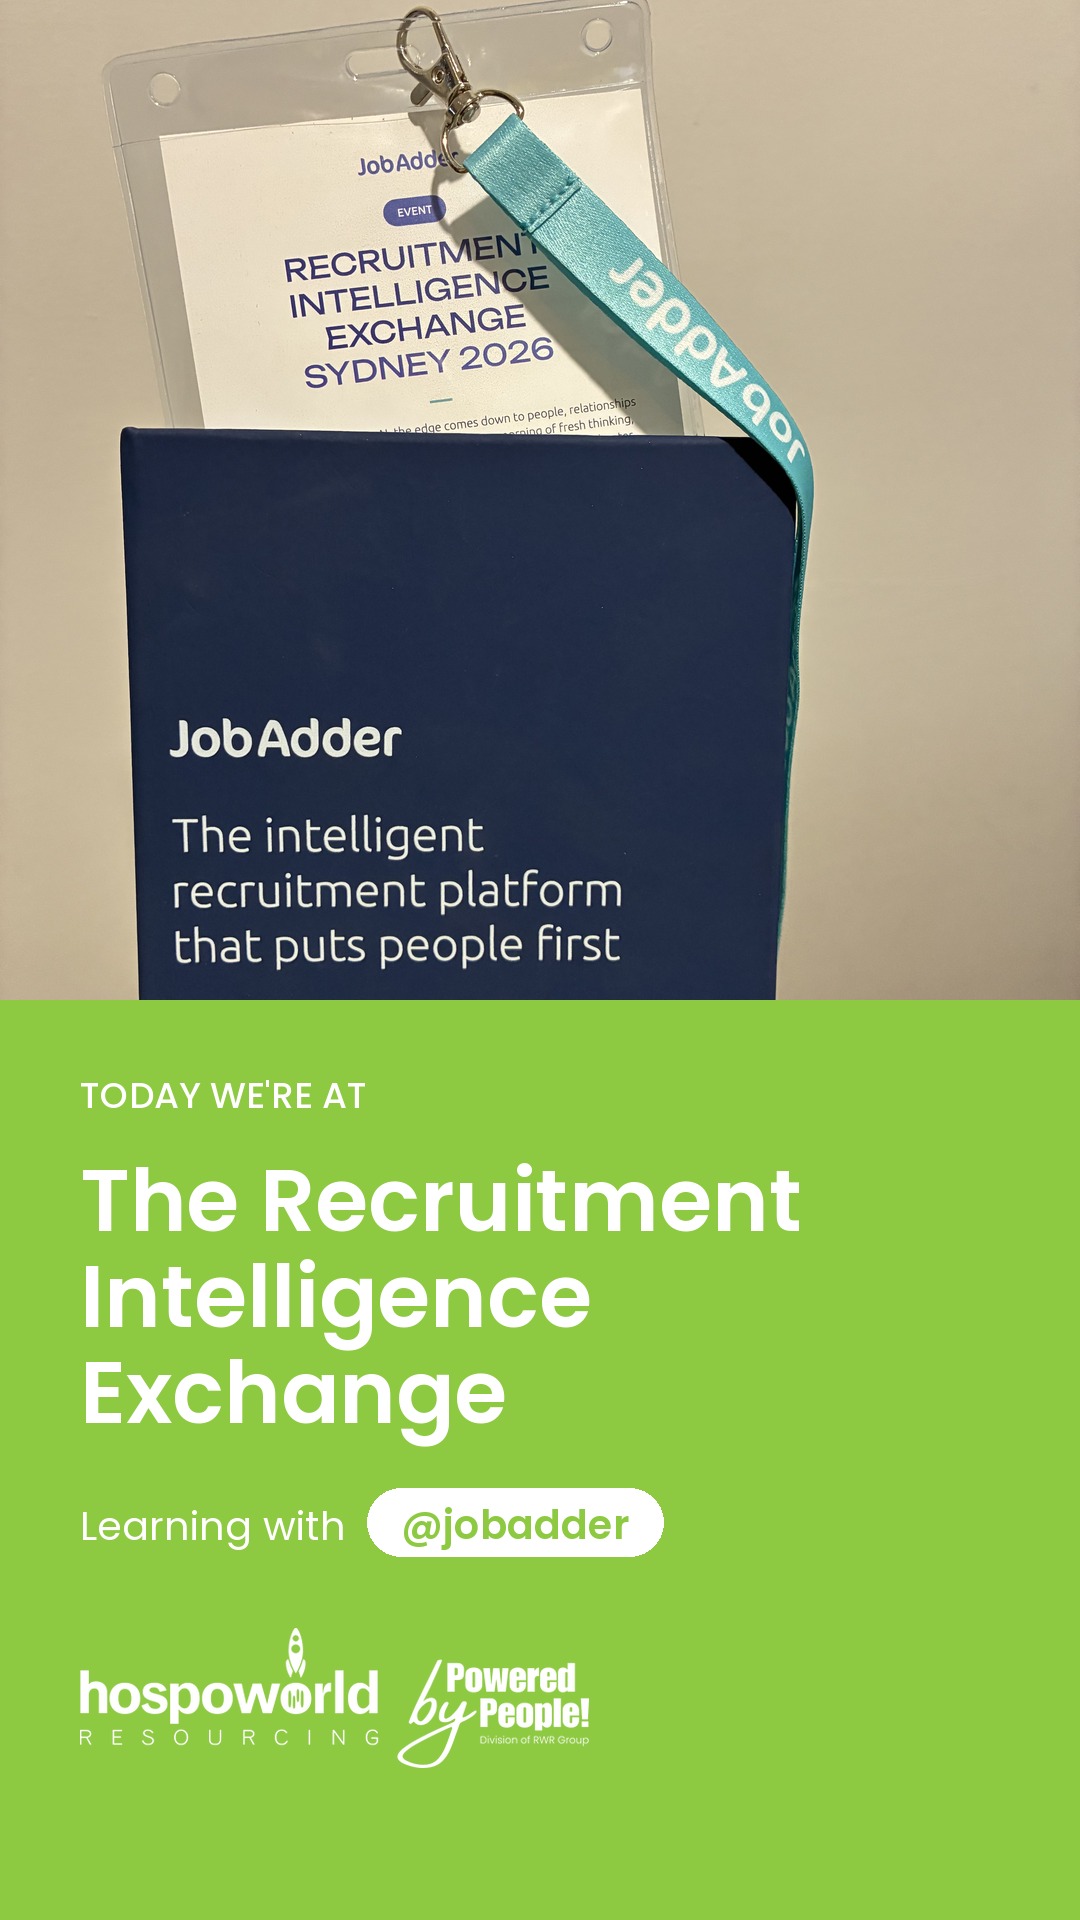 JobAdder
EVENT
RECRUITMENT
INTELLIGENCE
EXCHANGE
SYDNEY 2026
the edge comes down to people, relationships
of fresh thinking,
JobAdder
JobAdder
The intelligent
recruitment platform
that puts people first
TODAY WE'RE AT
The Recruitment
Intelligence
Exchange
Learning with @jobadder
hospoworld
RESOURCING
Powered
by People!
Division of RWR Group